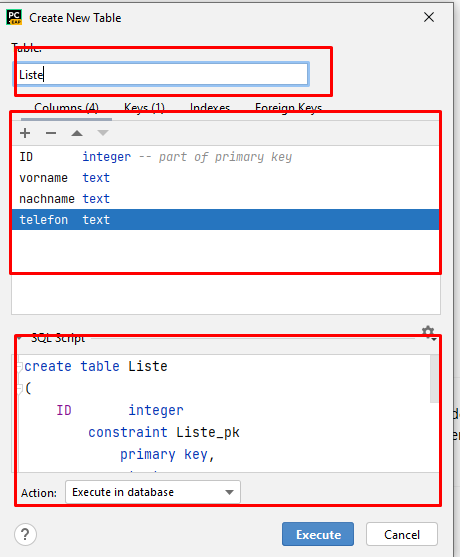 PC
EAP
Create New Table
Table:
Liste
Columns (4) Keys (1) Indexes Foreign Keys
ID integer -- part of primary key
vorname text
nachname text
telefon text
SQL Script
create table Liste
(
ID integer
constraint Liste_pk
primary key,
Action: Execute in database
? Execute Cancel